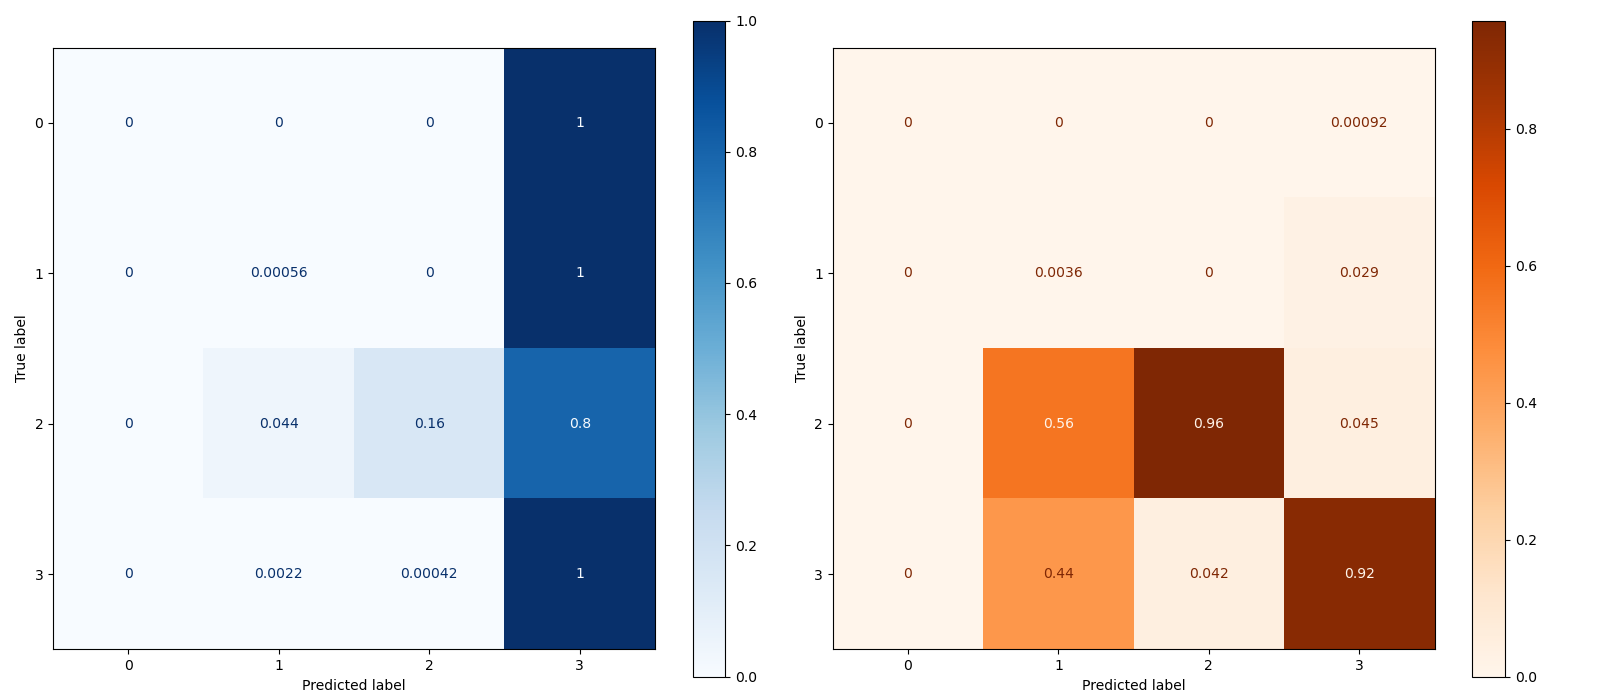 1.0
0.8
0.6
0.4
0.2
0.0
0 0 0 0 1
1 0 0.00056 0 1
2 0 0.044 0.16 0.8
3 0 0.0022 0.00042 1
0 1 2 3
True label
Predicted label
0.8
0.6
0.4
0.2
0.0
0 0 0 0 0.00092
1 0 0.0036 0 0.029
2 0 0.56 0.96 0.045
3 0 0.44 0.042 0.92
0 1 2 3
True label
Predicted label